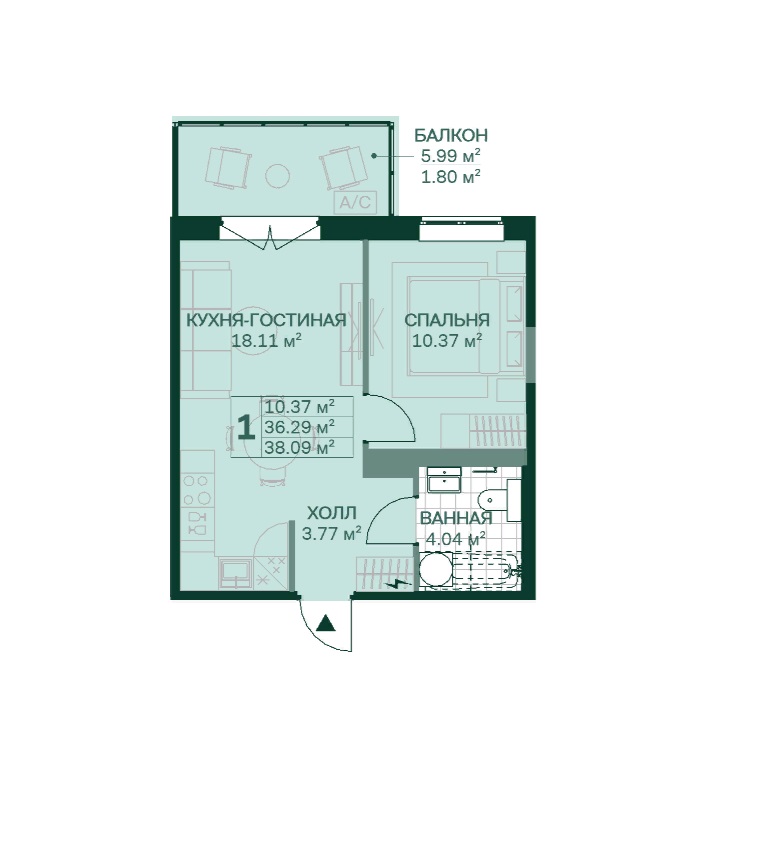 БАЛКОН
5.99 м²
1.80 м²
A/C
КУХНЯ-ГОСТИНАЯ
18.11 м²
СПАЛЬНЯ
10.37 м²
1
10.37 м²
36.29 м²
38.09 м²
ХОЛЛ
3.77 м²
ВАННАЯ
4.04 м²